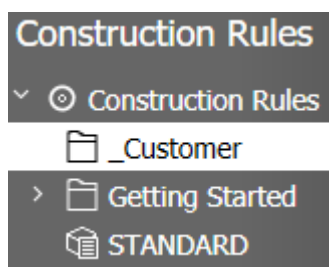 Construction Rules
Construction Rules
_Customer
Getting Started
STANDARD